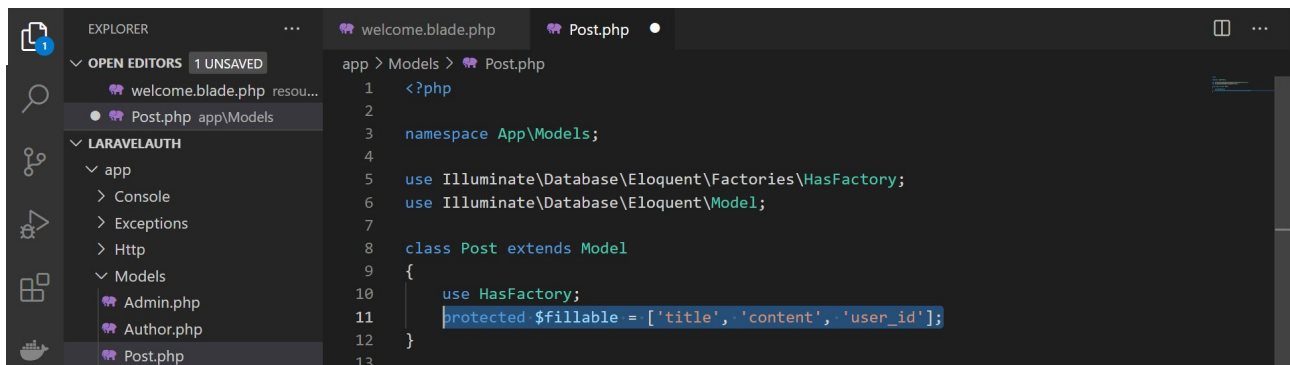 EXPLORER ...
OPEN EDITORS 1 UNSAVED
welcome.blade.php resou...
Post.php app\Models
LARAVELAUTH
app
Console
Exceptions
Http
Models
Admin.php
Author.php
Post.php
1
welcome.blade.php Post.php ...
app > Models > Post.php
1 <?php
2
3 namespace App\Models;
4
5 use Illuminate\Database\Eloquent\Factories\HasFactory;
6 use Illuminate\Database\Eloquent\Model;
7
8 class Post extends Model
9 {
10 use HasFactory;
11 protected $fillable = ['title', 'content', 'user_id'];
12 }
13